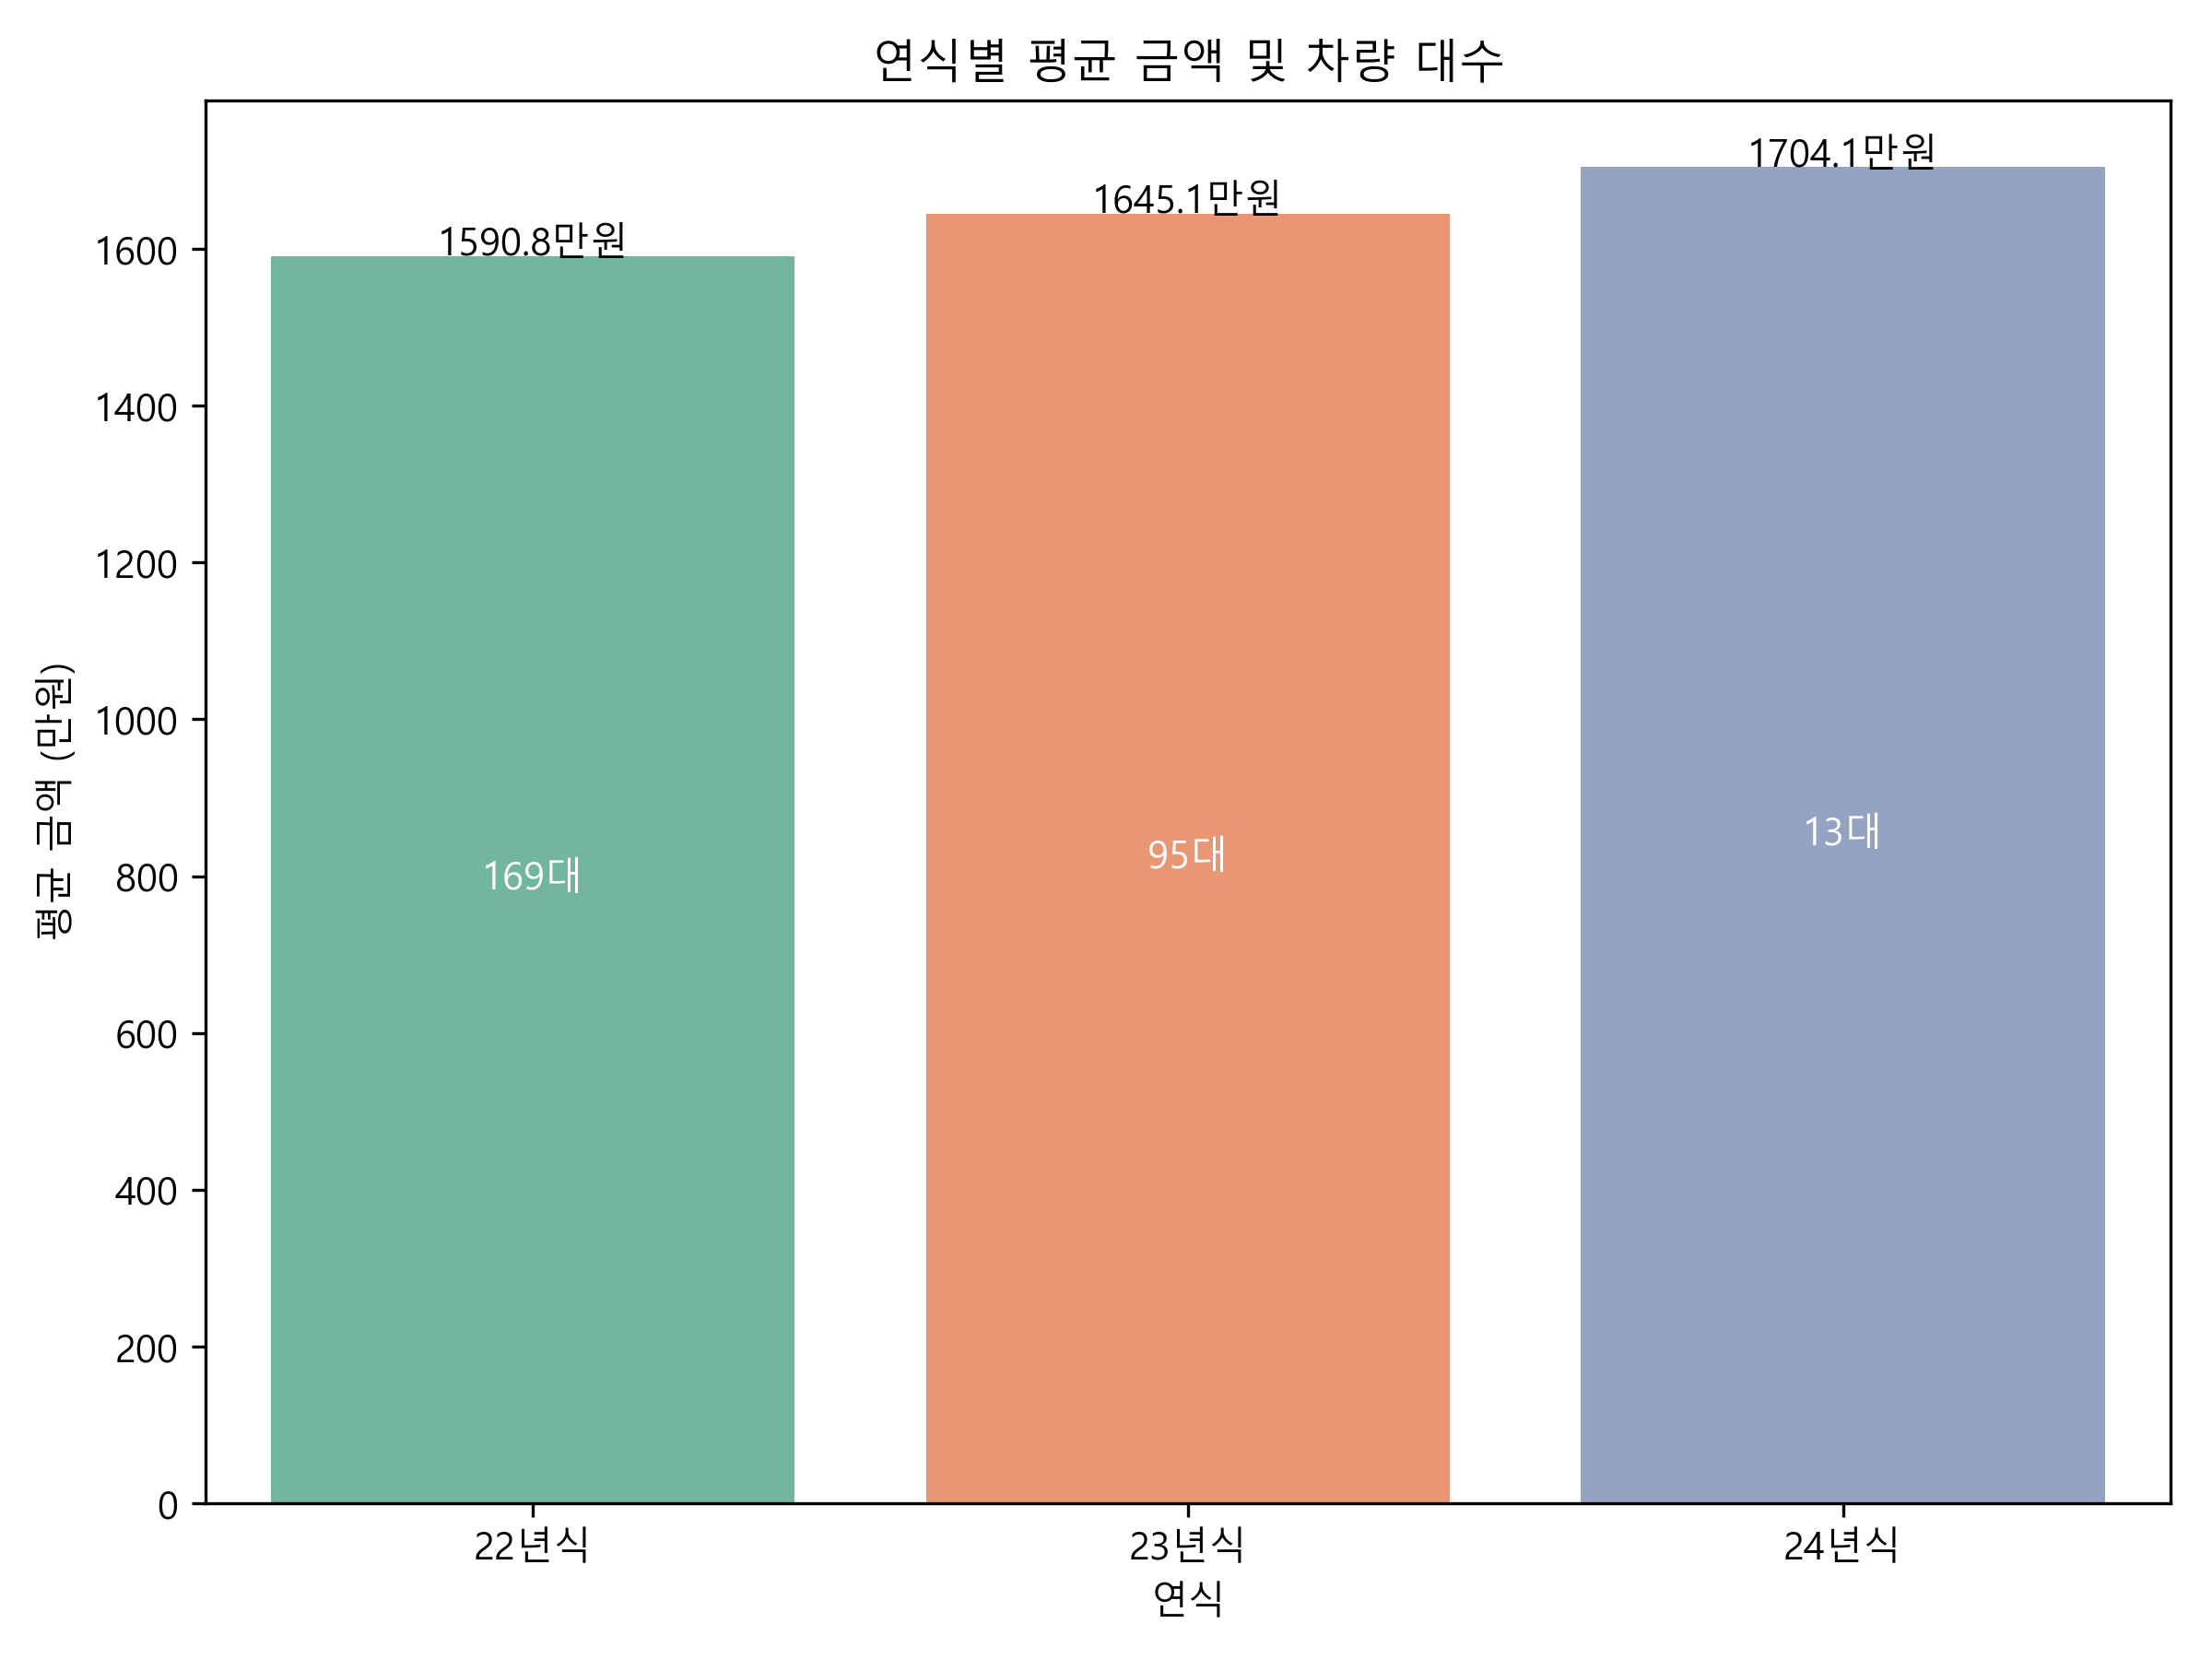 연식별 평균 금액 및 차량 대수
평균 금액 (만원)
1600
1400
1200
1000
800
600
400
200
0
1590.8만원
1645.1만원
1704.1만원
169대
95대
13대
22년식
23년식
24년식
연식